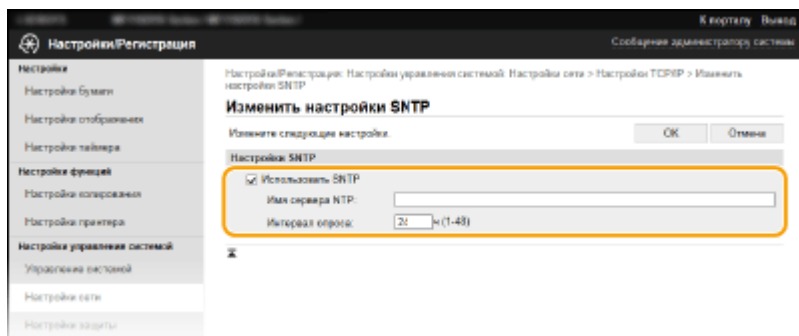 К порталу Выход
Настройки/Регистрация
Сообщение администратору системы
Настройки
Настройки бумаги
Настройки отображения
Настройки таймера
Настройки функций
Настройки копирования
Настройки принтера
Настройки управления системой
Управление системой
Настройки сети
Настройки защиты
Настройки/Регистрация: Настройки управления системой: Настройки сети > Настройки TCP/IP > Изменить
настройки SNTP
Изменить настройки SNTP
Измените следующие настройки.
OK Отмена
Настройки SNTP
Использовать SNTP
Имя сервера NTP:
Интервал опроса: ч (1-48)